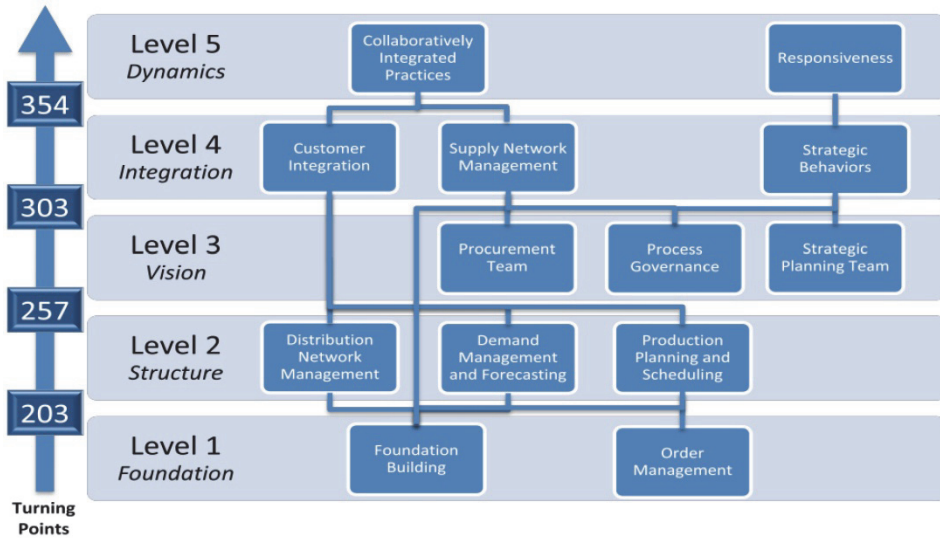 Level 5
Dynamics
Collaboratively
Integrated
Practices
Responsiveness
354
Level 4
Integration
Customer
Integration
Supply Network
Management
Strategic
Behaviors
303
Level 3
Vision
Procurement
Team
Process
Governance
Strategic
Planning Team
257
Level 2
Structure
Distribution
Network
Management
Demand
Management
and Forecasting
Production
Planning and
Scheduling
203
Level 1
Foundation
Foundation
Building
Order
Management
Turning
Points